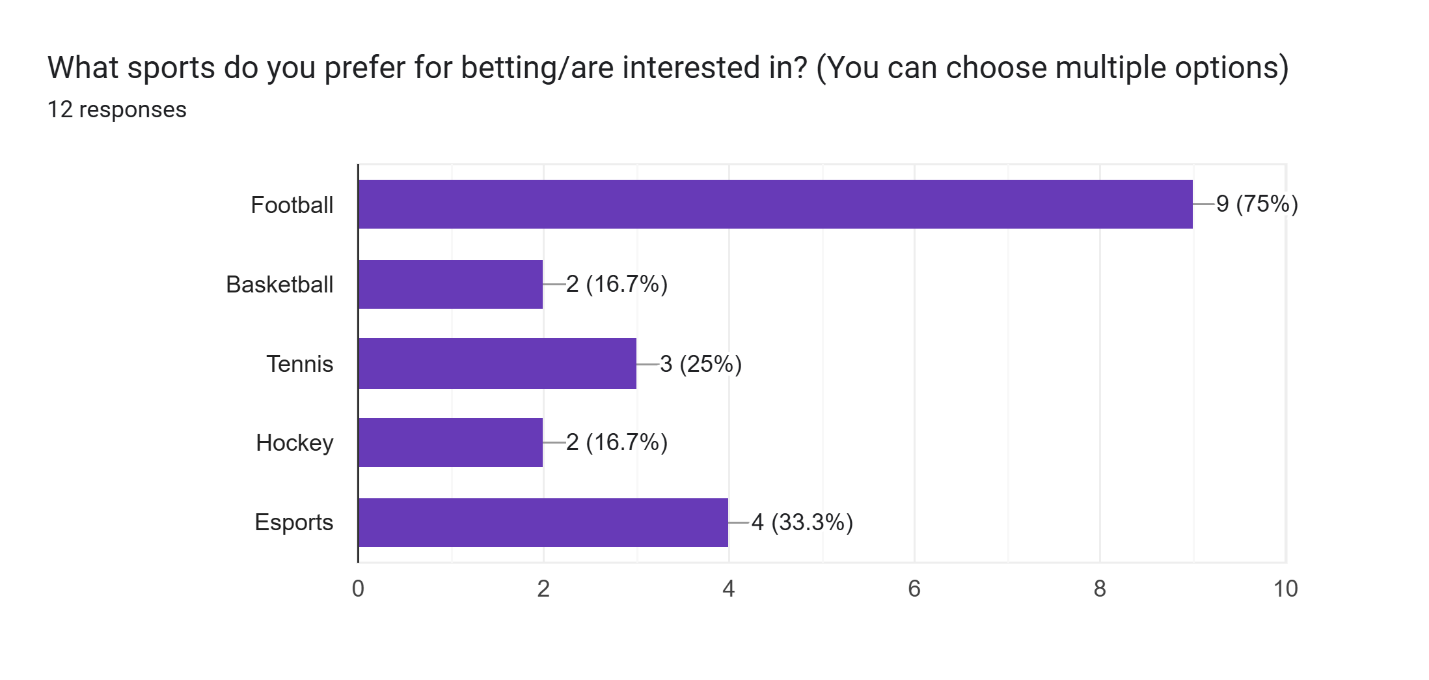 What sports do you prefer for betting/are interested in? (You can choose multiple options)
12 responses
Football 9 (75%)
Basketball 2 (16.7%)
Tennis 3 (25%)
Hockey 2 (16.7%)
Esports 4 (33.3%)
0 2 4 6 8 10